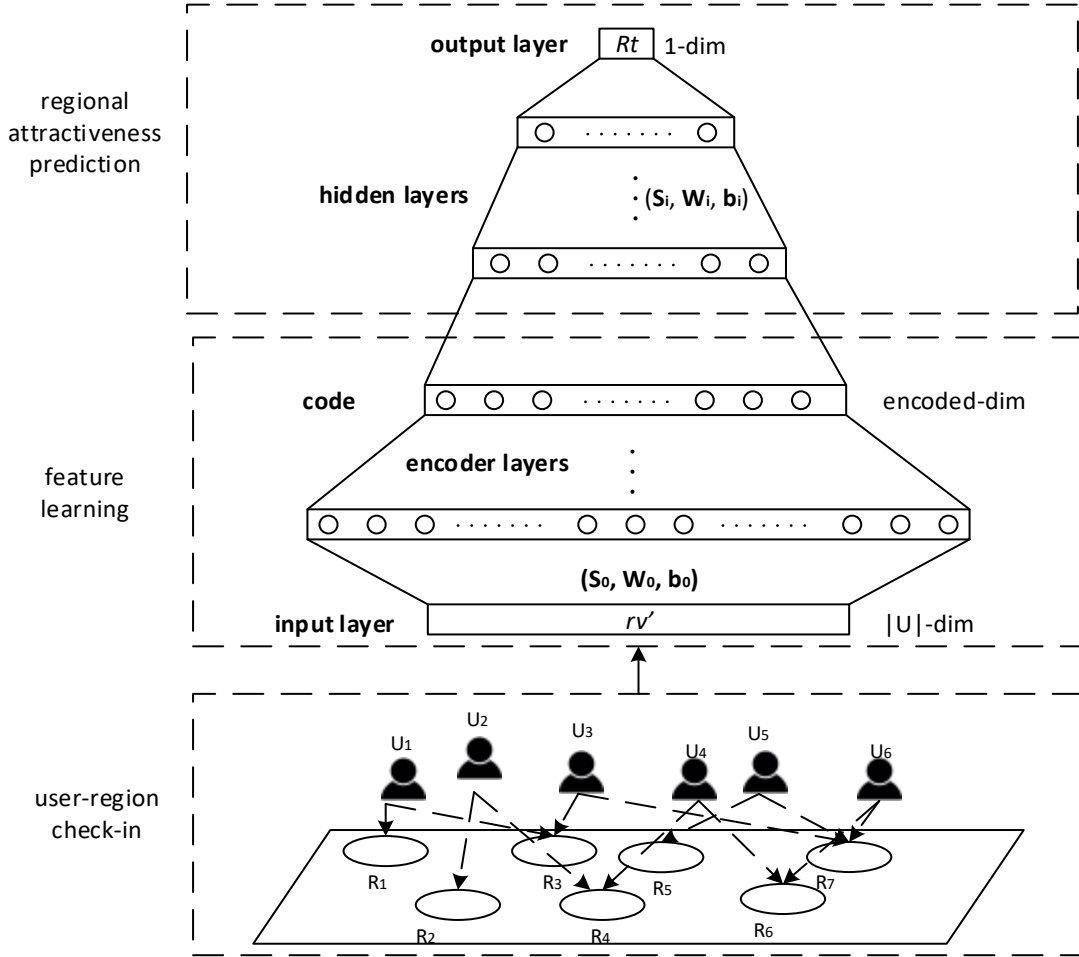 output layer Rt 1-dim
regional
attractiveness
prediction
hidden layers (Si, Wi, bi)
code encoded-dim
encoder layers
feature
learning
(S0, W0, b0)
input layer rv' |U|-dim
U1 U2 U3 U4 U5 U6
user-region
check-in
R1 R3 R5 R7
R2 R4 R6